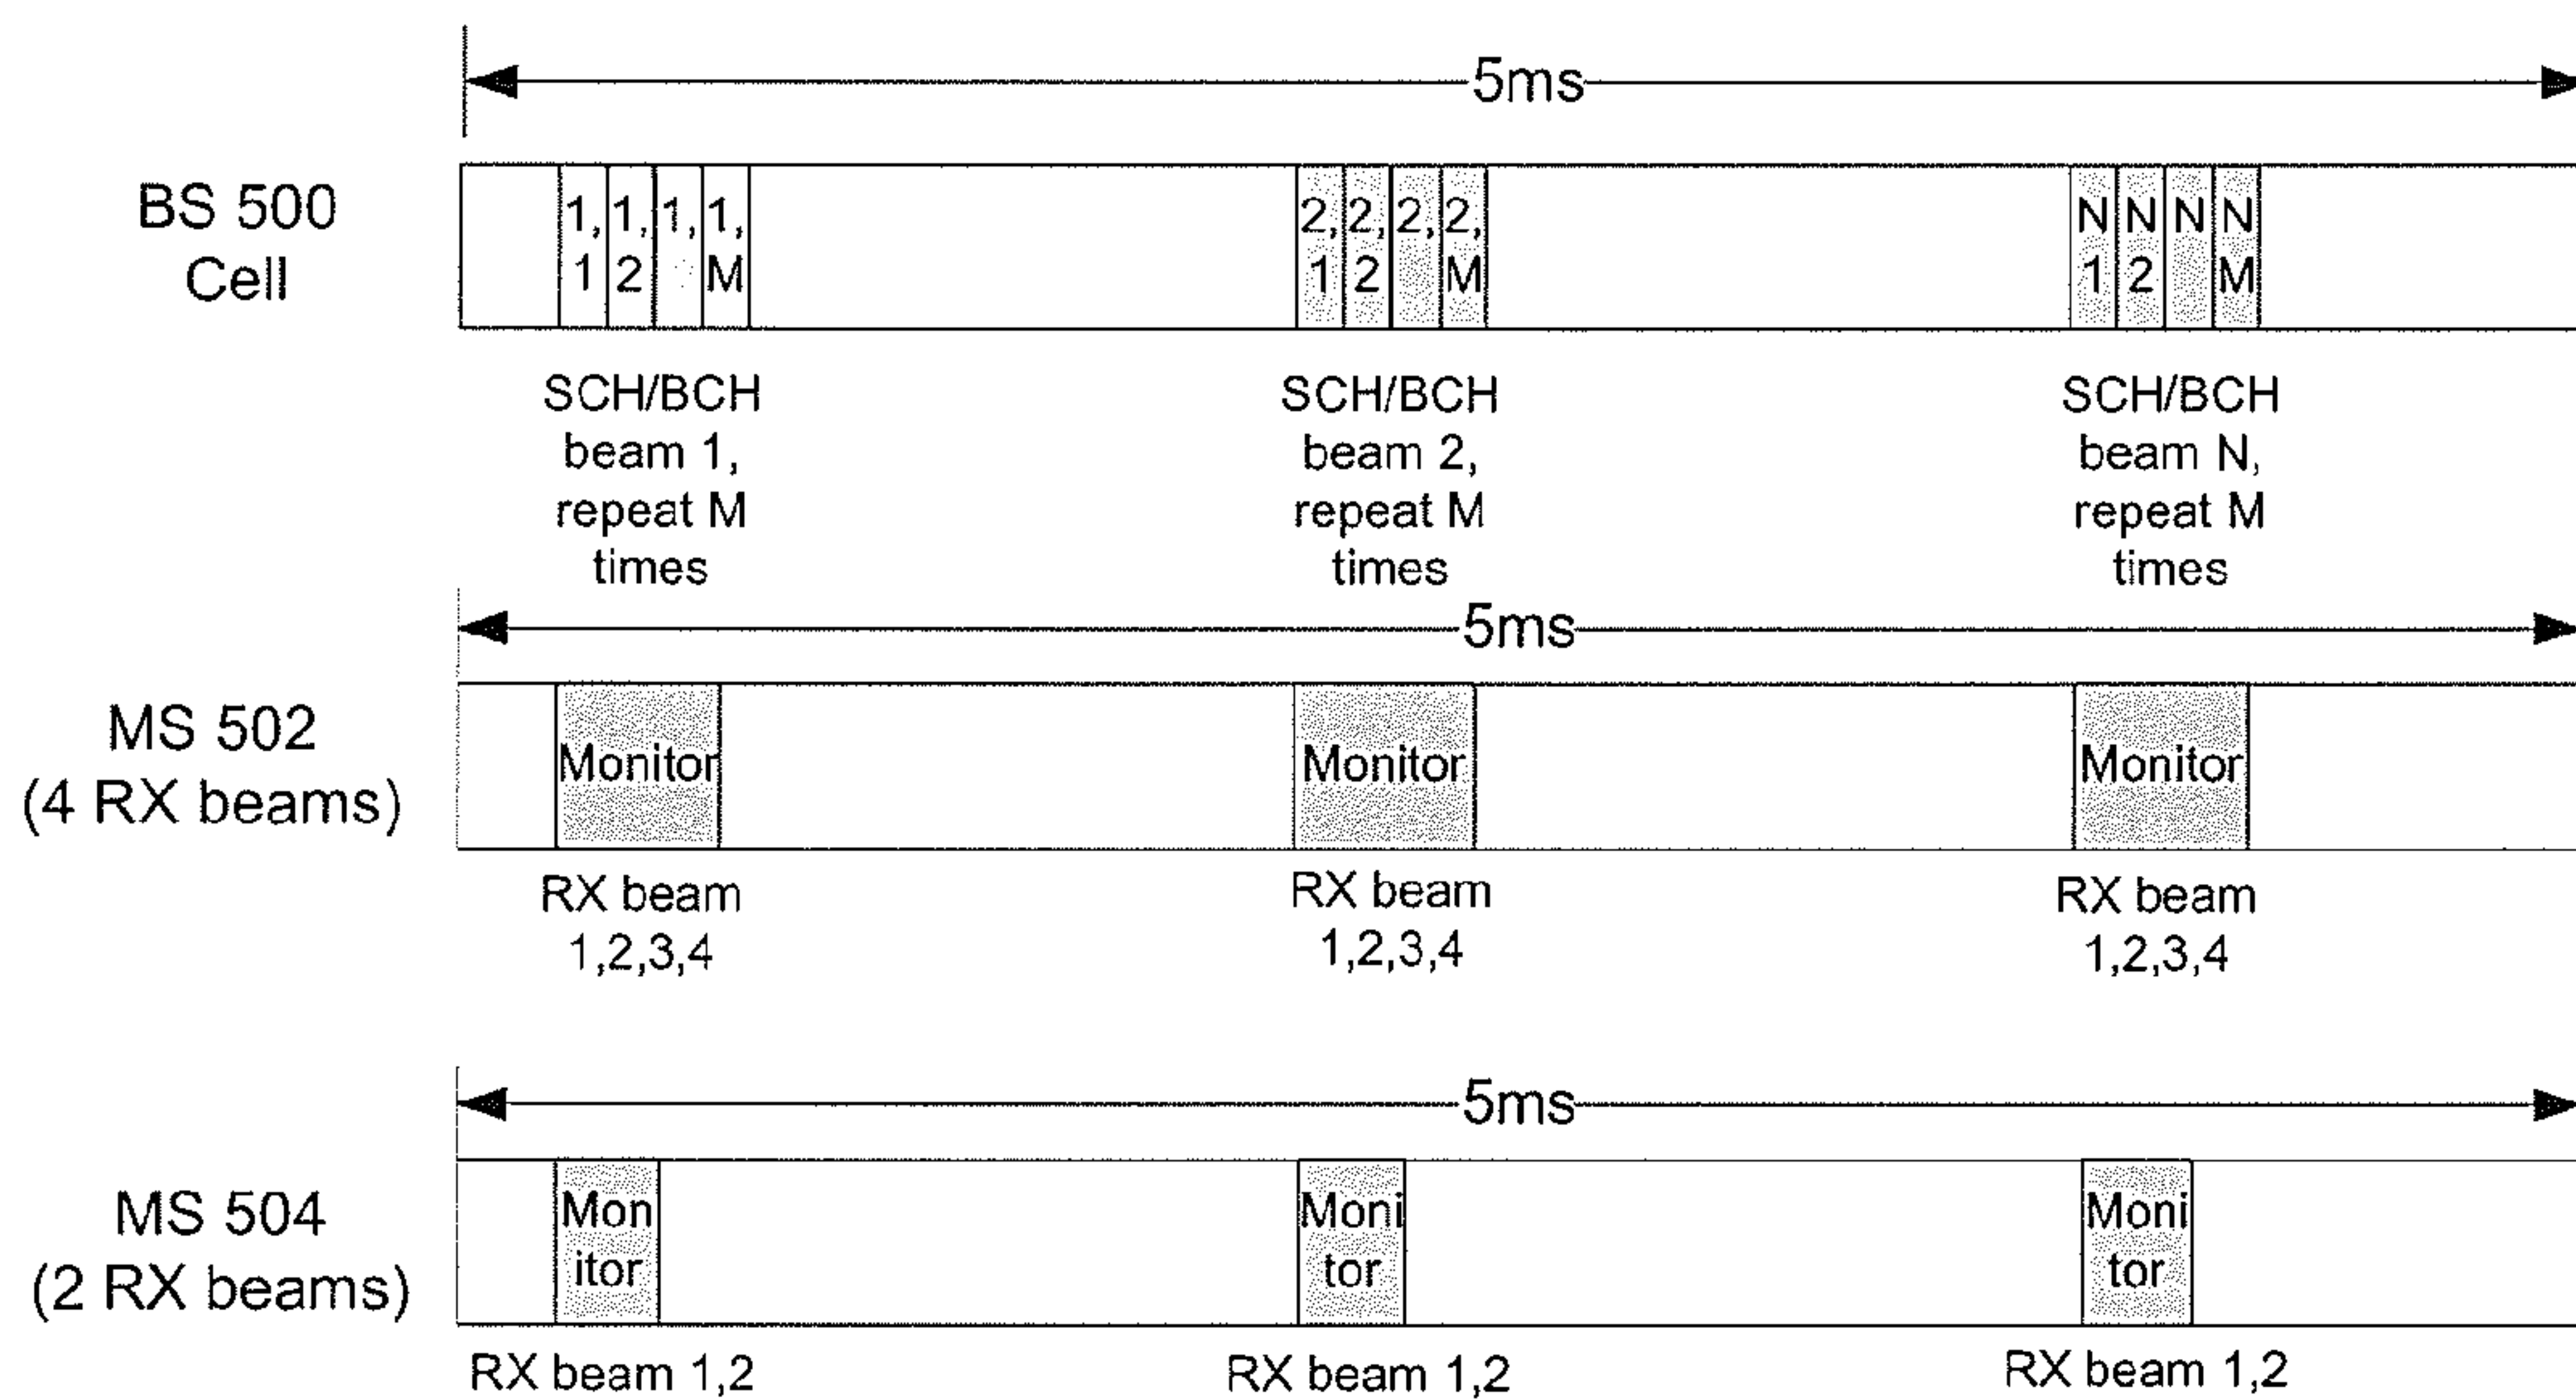 5ms
BS 500
Cell
1, 1, 1, 1,
1 2 M
2, 2, 2, 2,
1 2 M
N N N N
1 2 M
SCH/BCH
beam 1,
repeat M
times
SCH/BCH
beam 2,
repeat M
times
SCH/BCH
beam N,
repeat M
times
5ms
MS 502
(4 RX beams)
Monitor
Monitor
Monitor
RX beam
1,2,3,4
RX beam
1,2,3,4
RX beam
1,2,3,4
5ms
MS 504
(2 RX beams)
Mon
itor
Moni
tor
Moni
tor
RX beam 1,2
RX beam 1,2
RX beam 1,2